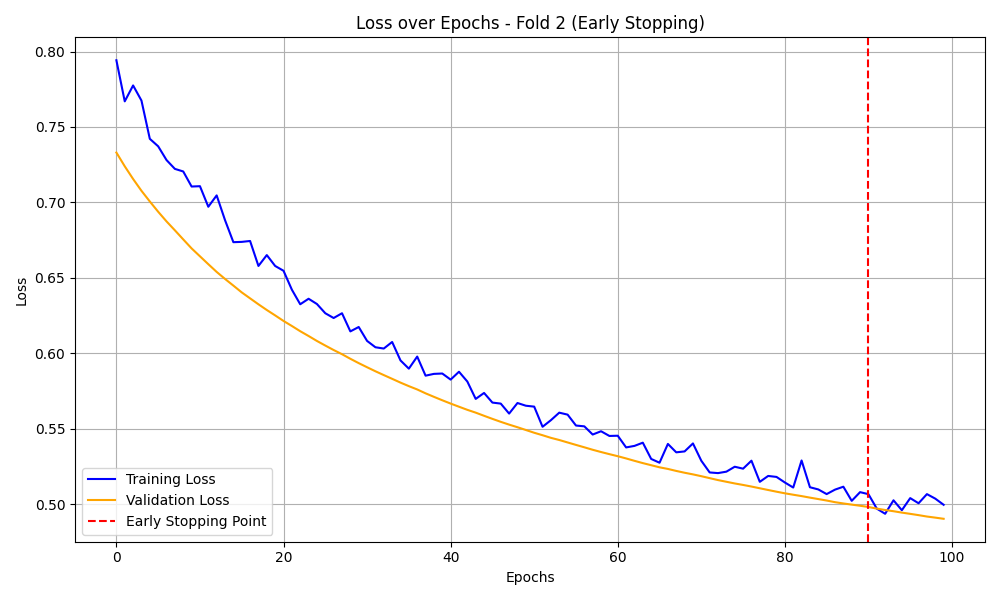 Loss over Epochs - Fold 2 (Early Stopping)
0.80
0.75
0.70
0.65
0.60
0.55
0.50
Loss
Training Loss
Validation Loss
Early Stopping Point
0 20 40 60 80 100
Epochs